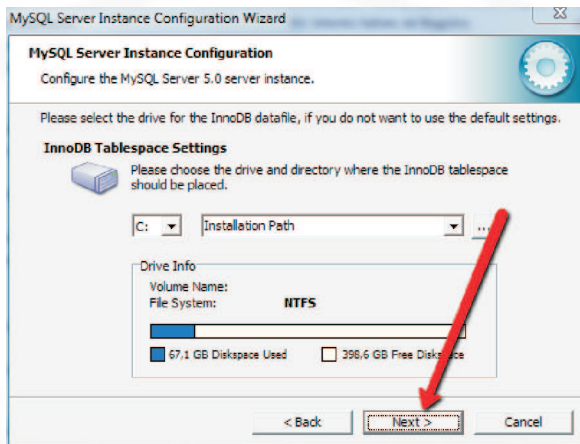 MySQL Server Instance Configuration Wizard
MySQL Server Instance Configuration
Configure the MySQL Server 5.0 server instance.
Please select the drive for the InnoDB datafile, if you do not want to use the default settings.
InnoDB Tablespace Settings
Please choose the drive and directory where the InnoDB tablespace
should be placed.
C: Installation Path ...
Drive Info
Volume Name:
File System: NTFS
67,1 GB Diskspace Used 398,6 GB Free Diskspace
< Back Next > Cancel